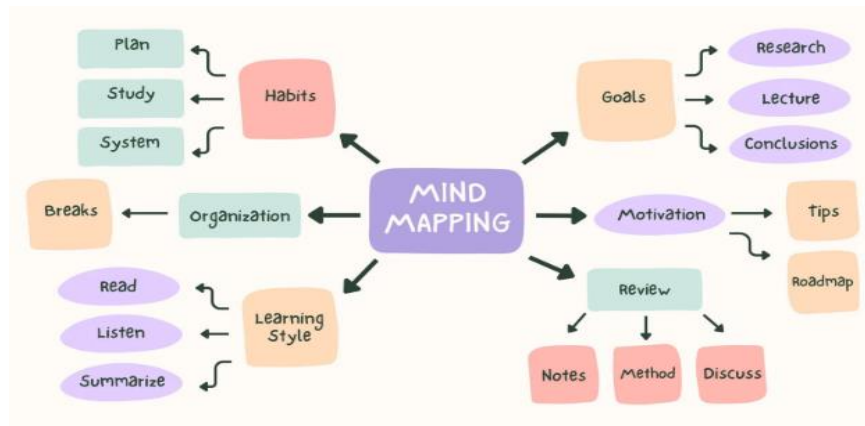 MIND
MAPPING
Habits
Plan
Study
System
Organization
Breaks
Learning
Style
Read
Listen
Summarize
Goals
Research
Lecture
Conclusions
Motivation
Tips
Roadmap
Review
Notes
Method
Discuss